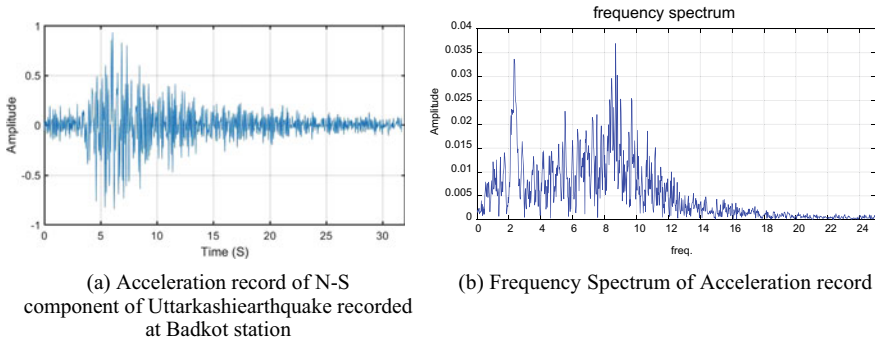 1
0.5
0
-0.5
-1
Amplitude
0 5 10 15 20 25 30
Time (S)
(a) Acceleration record of N-S
component of Uttarkashiearthquake recorded
at Badkot station
frequency spectrum
0.04
0.035
0.03
0.025
0.02
0.015
0.01
0.005
0
Amplitude
0 2 4 6 8 10 12 14 16 18 20 22 24
freq.
(b) Frequency Spectrum of Acceleration record